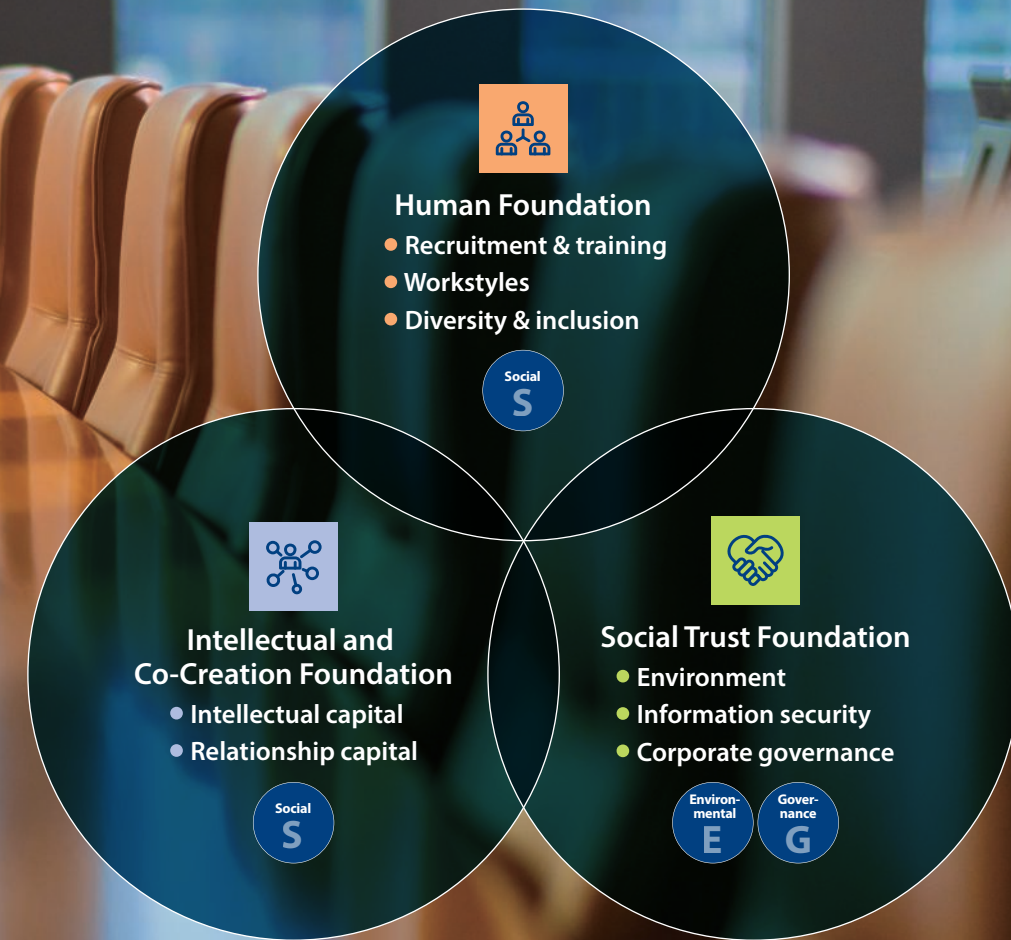 Human Foundation
Recruitment & training
Workstyles
Diversity & inclusion
Social
S
Intellectual and
Co-Creation Foundation
Intellectual capital
Relationship capital
Social
S
Social Trust Foundation
Environment
Information security
Corporate governance
Environ-
mental
E
Gover-
nance
G